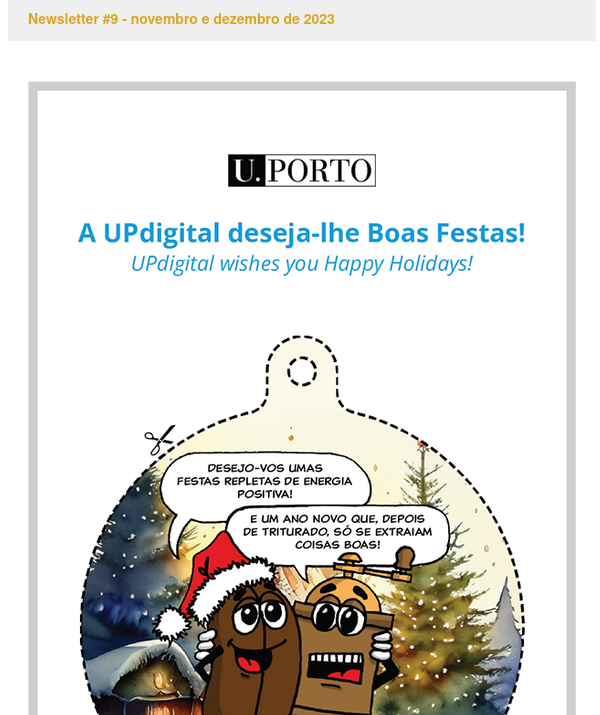 Newsletter #9 - novembro e dezembro de 2023
U. PORTO
A UPdigital deseja-lhe Boas Festas!
UPdigital wishes you Happy Holidays!
DESEJO-VOS UMAS
FESTAS REPLETAS DE ENERGIA
POSITIVA!
E UM ANO NOVO QUE, DEPOIS
DE TRITURADO, SÓ SE EXTRAIAM
COISAS BOAS!